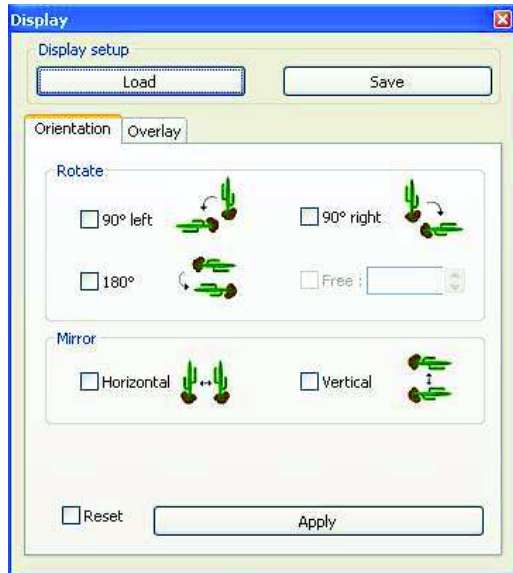 Display
Display setup
Load
Save
Orientation
Overlay
Rotate
90° left
90° right
180°
Free :
Mirror
Horizontal
Vertical
Reset
Apply